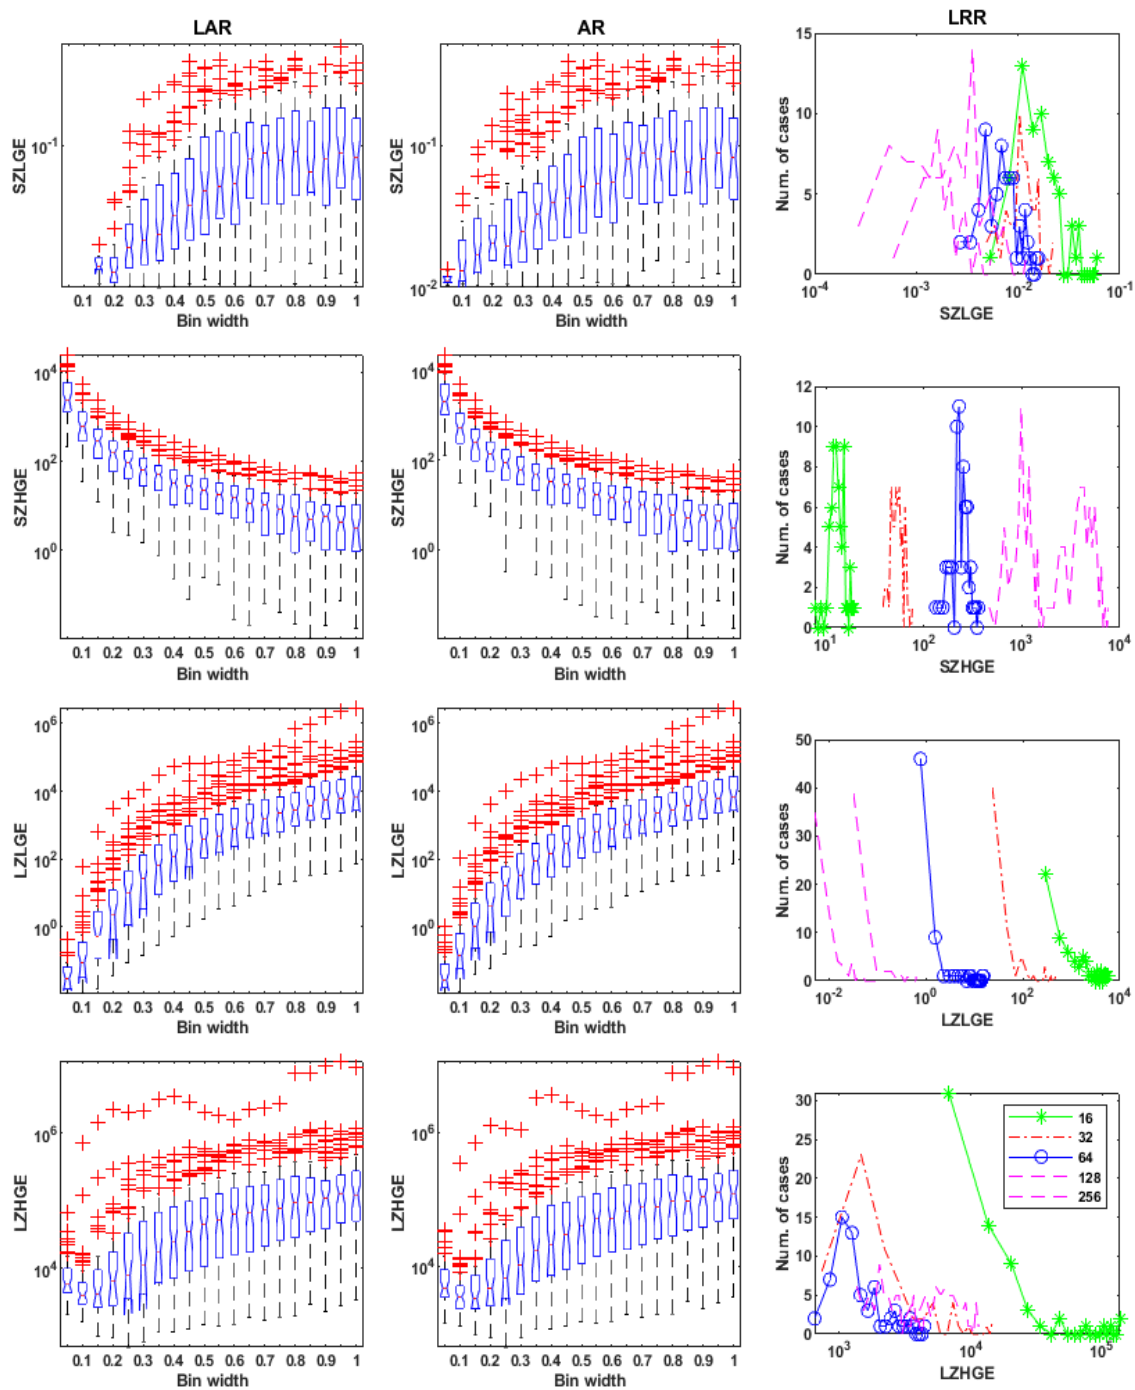 LAR
AR
LRR
SZLGE
10^-1
0.1 0.2 0.3 0.4 0.5 0.6 0.7 0.8 0.9 1
Bin width
SZLGE
10^-1
10^-2
0.1 0.2 0.3 0.4 0.5 0.6 0.7 0.8 0.9 1
Bin width
Num. of cases
15
10
5
0
10^-4 10^-3 10^-2 10^-1
SZLGE
SZHGE
10^4
10^2
10^0
0.1 0.2 0.3 0.4 0.5 0.6 0.7 0.8 0.9 1
Bin width
SZHGE
10^4
10^2
10^0
0.1 0.2 0.3 0.4 0.5 0.6 0.7 0.8 0.9 1
Bin width
Num. of cases
12
10
8
6
4
2
0
10^1 10^2 10^3 10^4
SZHGE
LZLGE
10^6
10^4
10^2
10^0
0.1 0.2 0.3 0.4 0.5 0.6 0.7 0.8 0.9 1
Bin width
LZLGE
10^6
10^4
10^2
10^0
0.1 0.2 0.3 0.4 0.5 0.6 0.7 0.8 0.9 1
Bin width
Num. of cases
50
40
30
20
10
0
10^-2 10^0 10^2 10^4
LZLGE
LZHGE
10^6
10^4
0.1 0.2 0.3 0.4 0.5 0.6 0.7 0.8 0.9 1
Bin width
LZHGE
10^6
10^4
0.1 0.2 0.3 0.4 0.5 0.6 0.7 0.8 0.9 1
Bin width
Num. of cases
30
25
20
15
10
5
0
10^3 10^4 10^5
LZHGE
16
32
64
128
256